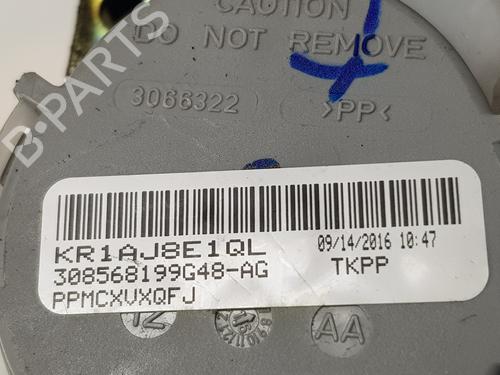 CAUTION
DO NOT REMOVE
3066322
>PP<
KR1AJ8E1QL
09/14/2016 10:47
308568199G48-AG
TKPP
PPMCXVXQFJ
AA
B-PARTS